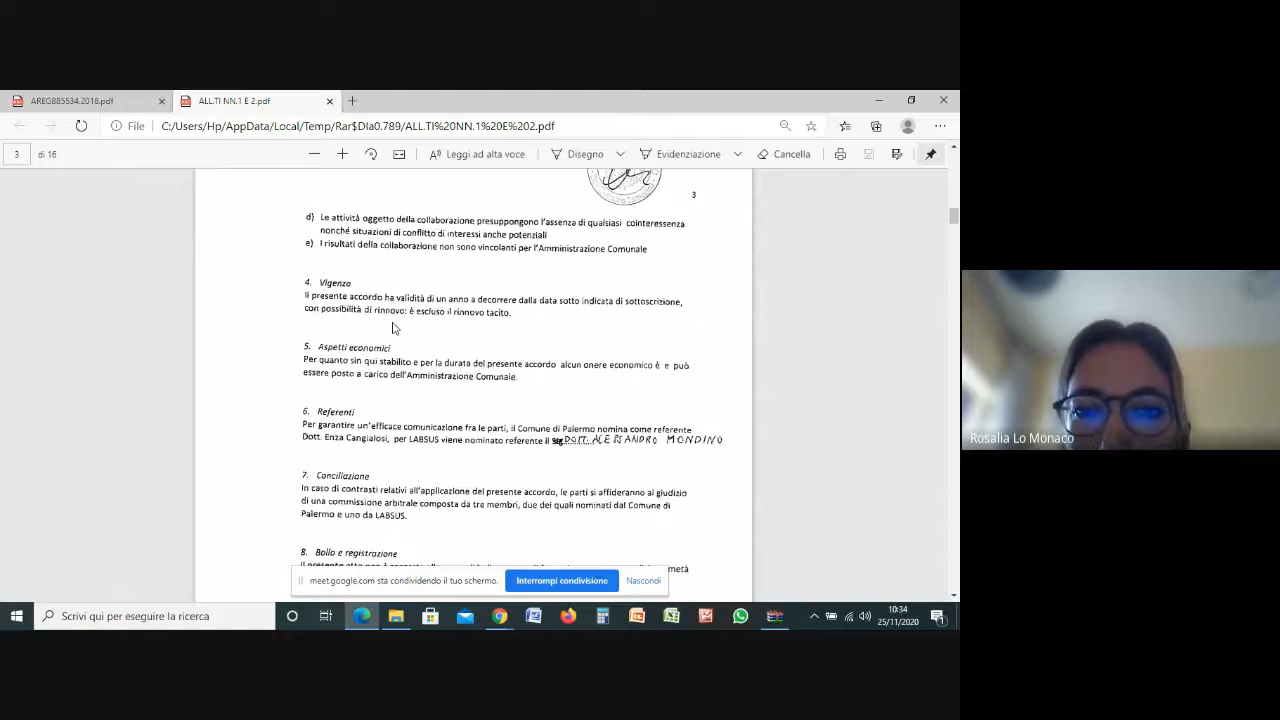 AREG885534.2018.pdf
ALL.TI NN.1 E 2.pdf
File
C:/Users/Hp/AppData/Local/Temp/Rar$DIa0.789/ALL.TI%20NN.1%20E%202.pdf
3
di 16
Leggi ad alta voce
Disegno
Evidenziazione
Cancella
3
d) Le attività oggetto della collaborazione presuppongono l'assenza di qualsiasi cointeressenza
nonché situazioni di conflitto di interessi anche potenziali
e) I risultati della collaborazione non sono vincolanti per l'Amministrazione Comunale
4. Vigenza
Il presente accordo ha validità di un anno a decorrere dalla data sotto indicata di sottoscrizione,
con possibilità di rinnovo: è escluso il rinnovo tacito.
5. Aspetti economici
Per quanto sin qui stabilito e per la durata del presente accordo alcun onere economico è e può
essere posto a carico dell'Amministrazione Comunale.
6. Referenti
Per garantire un'efficace comunicazione fra le parti, il Comune di Palermo nomina come referente
Dott. Enza Cangialosi, per LABSUS viene nominato referente il DOTT. ALESSANDRO MONDINO
7. Conciliazione
In caso di contrasti relativi all'applicazione del presente accordo, le parti si affideranno al giudizio
di una commissione arbitrale composta da tre membri, due dei quali nominati dal Comune di
Palermo e uno da LABSUS.
8. Bollo e registrazione
Il presente atto non è metà
meet.google.com sta condividendo il tuo schermo.
Interrompi condivisione
Nascondi
Scrivi qui per eseguire la ricerca
10:34
25/11/2020
1
Rosalia Lo Monaco